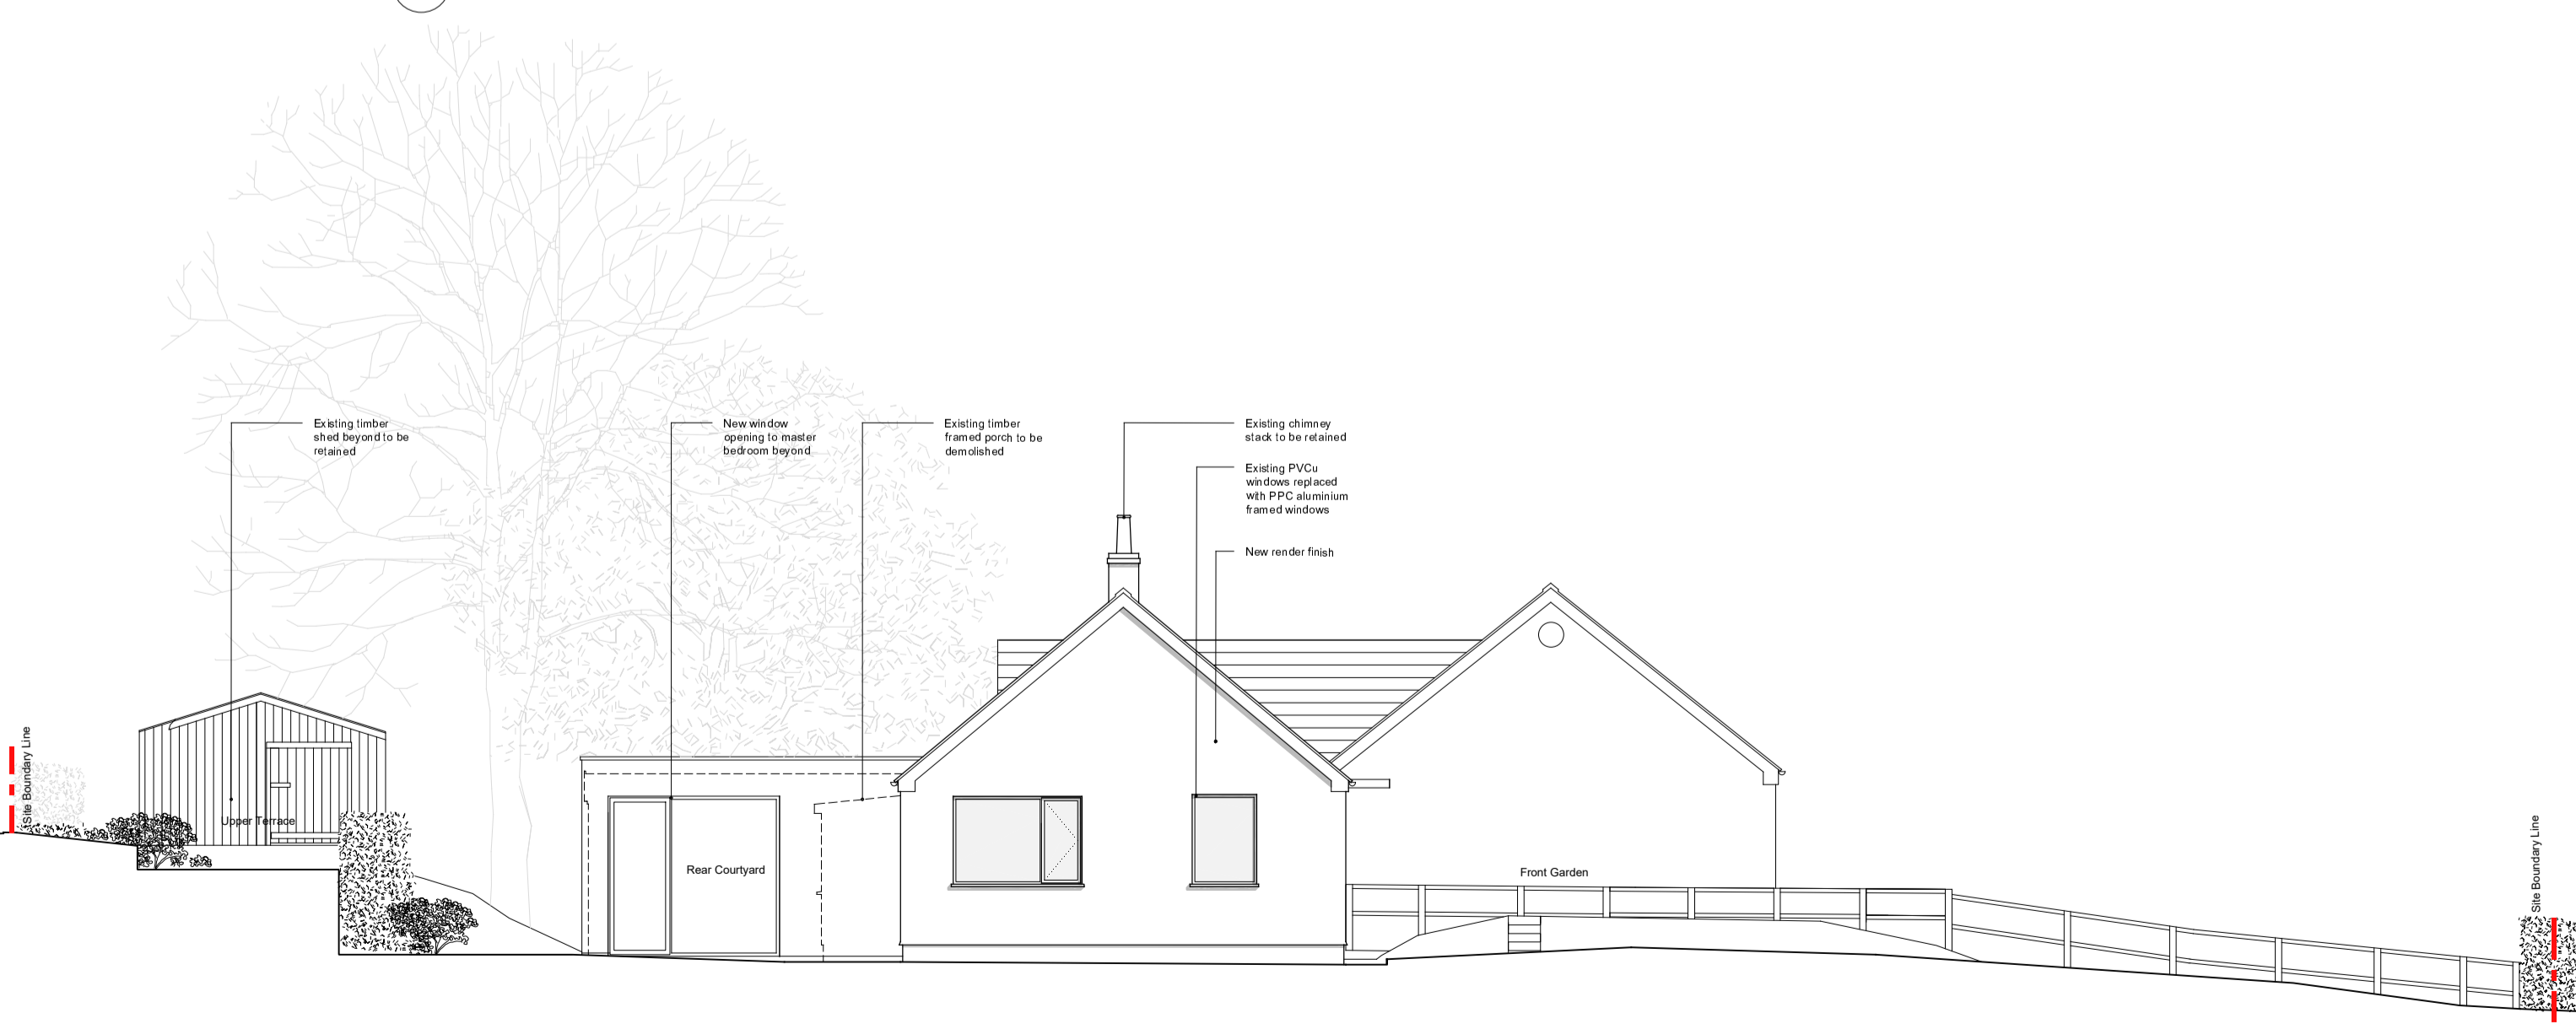 Existing timber
shed beyond to be
retained
New window
opening to master
bedroom beyond
Existing timber
framed porch to be
demolished
Existing chimney
stack to be retained
Existing PVCu
windows replaced
with PPC aluminium
framed windows
New render finish
Site Boundary Line
Upper Terrace
Rear Courtyard
Front Garden
Site Boundary Line